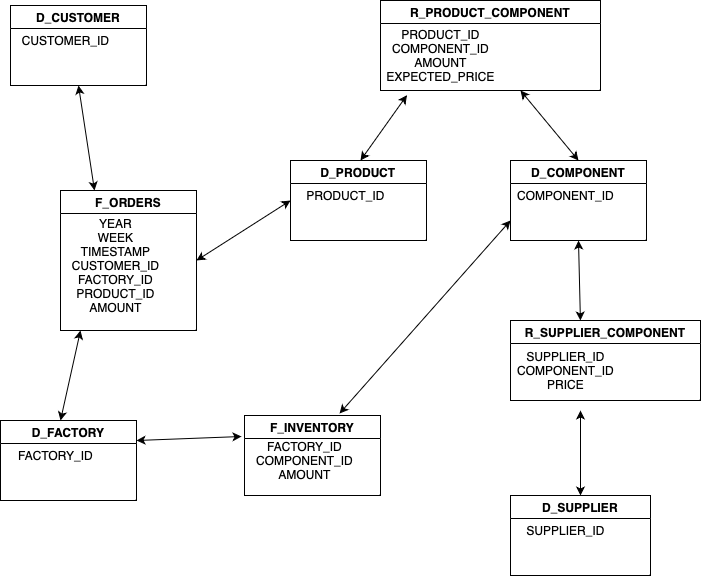 D_CUSTOMER
CUSTOMER_ID
R_PRODUCT_COMPONENT
PRODUCT_ID
COMPONENT_ID
AMOUNT
EXPECTED_PRICE
D_PRODUCT
PRODUCT_ID
D_COMPONENT
COMPONENT_ID
F_ORDERS
YEAR
WEEK
TIMESTAMP
CUSTOMER_ID
FACTORY_ID
PRODUCT_ID
AMOUNT
R_SUPPLIER_COMPONENT
SUPPLIER_ID
COMPONENT_ID
PRICE
D_FACTORY
FACTORY_ID
F_INVENTORY
FACTORY_ID
COMPONENT_ID
AMOUNT
D_SUPPLIER
SUPPLIER_ID